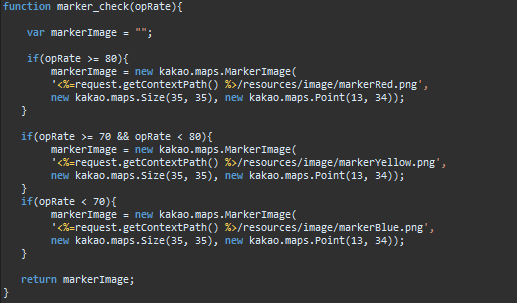 function marker_check(opRate){
var markerImage = "";
if(opRate >= 80){
markerImage = new kakao.maps.MarkerImage(
'<%=request.getContextPath() %>/resources/image/markerRed.png',
new kakao.maps.Size(35, 35), new kakao.maps.Point(13, 34));
}
if(opRate >= 70 && opRate < 80){
markerImage = new kakao.maps.MarkerImage(
'<%=request.getContextPath() %>/resources/image/markerYellow.png',
new kakao.maps.Size(35, 35), new kakao.maps.Point(13, 34));
}
if(opRate < 70){
markerImage = new kakao.maps.MarkerImage(
'<%=request.getContextPath() %>/resources/image/markerBlue.png',
new kakao.maps.Size(35, 35), new kakao.maps.Point(13, 34));
}
return markerImage;
}